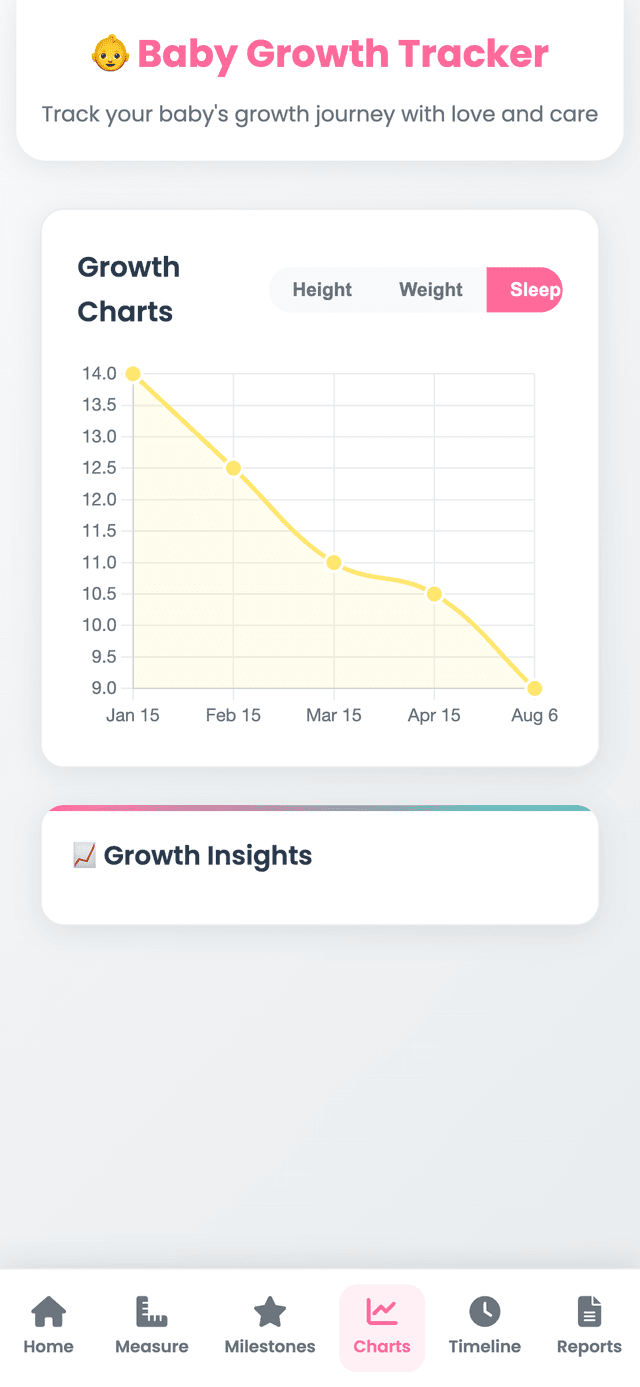 👶 Baby Growth Tracker
Track your baby's growth journey with love and care
Growth
Charts
Height Weight Sleep
14.0
13.5
13.0
12.5
12.0
11.5
11.0
10.5
10.0
9.5
9.0
Jan 15 Feb 15 Mar 15 Apr 15 Aug 6
📈 Growth Insights
Home Measure Milestones Charts Timeline Reports